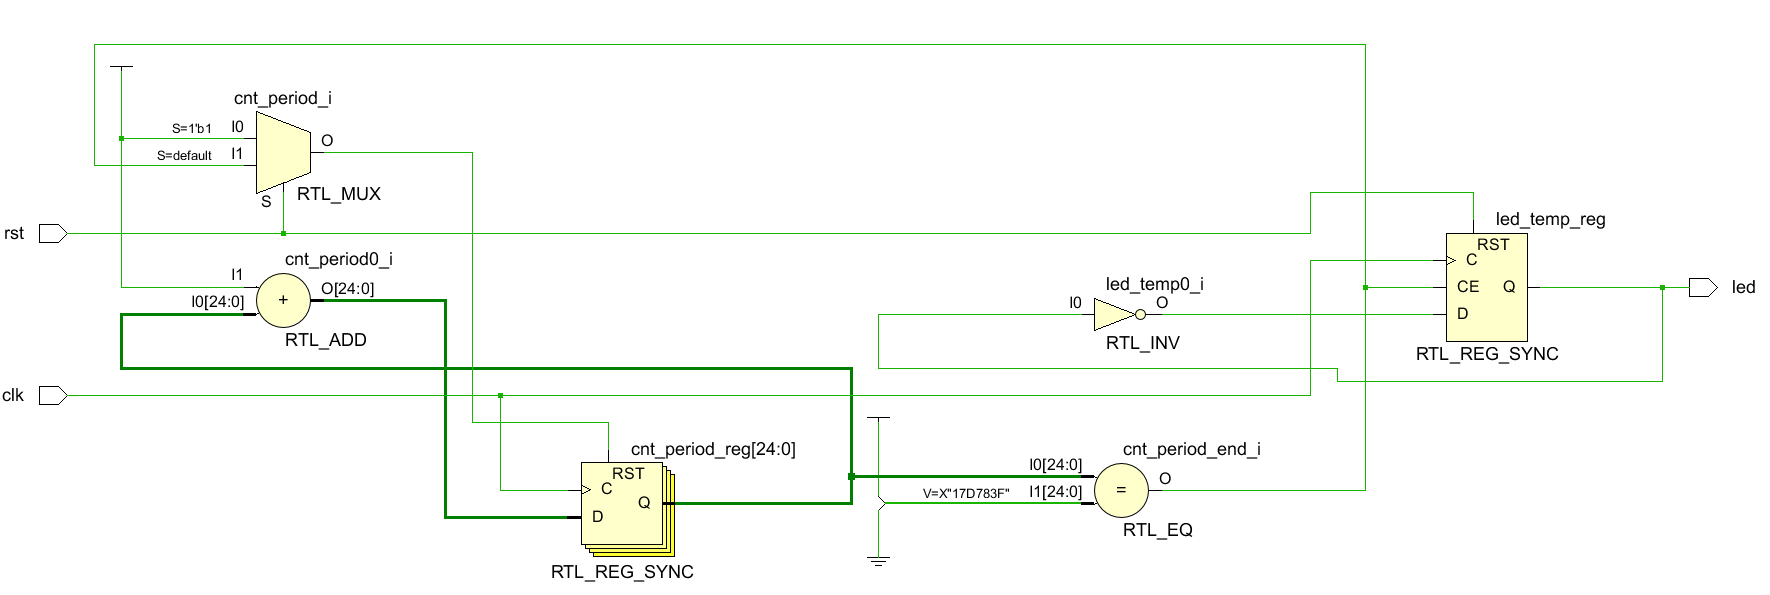 cnt_period_i
S=1'b1
I0
S=default
I1
O
S
RTL_MUX
rst
cnt_period0_i
I1
I0[24:0]
+
O[24:0]
RTL_ADD
clk
cnt_period_reg[24:0]
RST
C
D
Q
RTL_REG_SYNC
led_temp0_i
I0
O
RTL_INV
cnt_period_end_i
I0[24:0]
V=X"17D783F"
I1[24:0]
=
O
RTL_EQ
led_temp_reg
RST
C
CE
Q
D
RTL_REG_SYNC
led